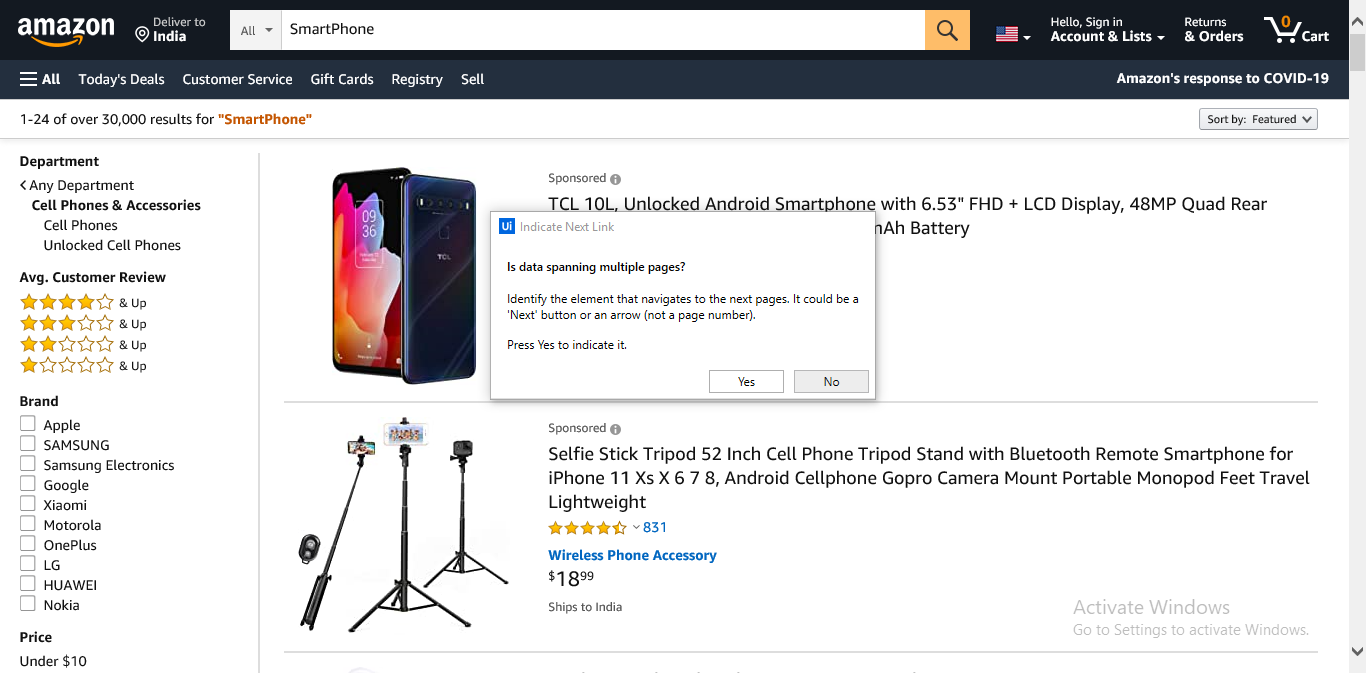 amazon
Deliver to
India
All
SmartPhone
Hello, Sign in
Account & Lists
Returns
& Orders
0
Cart
All
Today's Deals
Customer Service
Gift Cards
Registry
Sell
Amazon's response to COVID-19
1-24 of over 30,000 results for "SmartPhone"
Sort by: Featured
Department
Any Department
Cell Phones & Accessories
Cell Phones
Unlocked Cell Phones
Avg. Customer Review
& Up
& Up
& Up
& Up
Brand
Apple
SAMSUNG
Samsung Electronics
Google
Xiaomi
Motorola
OnePlus
LG
HUAWEI
Nokia
Price
Under $10
09
36
TCL
Sponsored
TCL 10L, Unlocked Android Smartphone with 6.53" FHD + LCD Display, 48MP Quad Rear
mAh Battery
Ui Indicate Next Link
Is data spanning multiple pages?
Identify the element that navigates to the next pages. It could be a
'Next' button or an arrow (not a page number).
Press Yes to indicate it.
Yes
No
Sponsored
Selfie Stick Tripod 52 Inch Cell Phone Tripod Stand with Bluetooth Remote Smartphone for
iPhone 11 Xs X 6 7 8, Android Cellphone Gopro Camera Mount Portable Monopod Feet Travel
Lightweight
831
Wireless Phone Accessory
$1899
Ships to India
Activate Windows
Go to Settings to activate Windows.